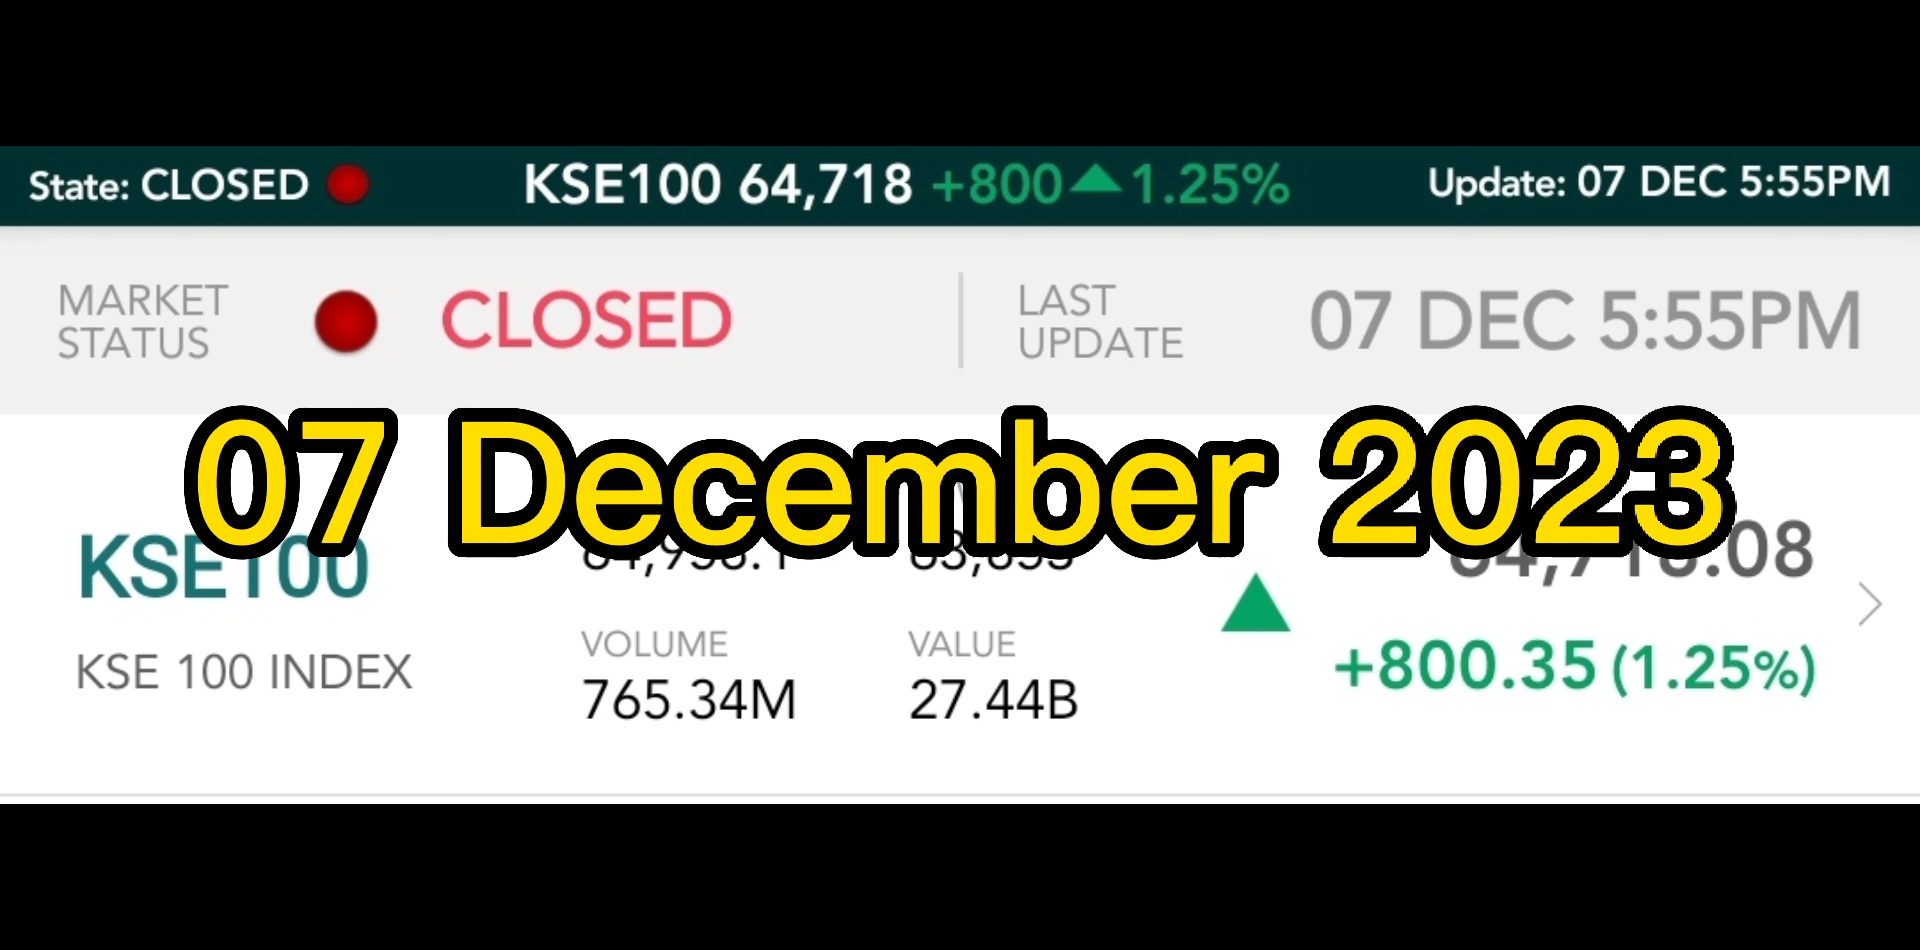 State: CLOSED KSE100 64,718 +800 1.25% Update: 07 DEC 5:55PM
MARKET STATUS CLOSED LAST UPDATE 07 DEC 5:55PM
07 December 2023
KSE100 64,718.08
KSE 100 INDEX
VOLUME VALUE
765.34M 27.44B
+800.35 (1.25%)